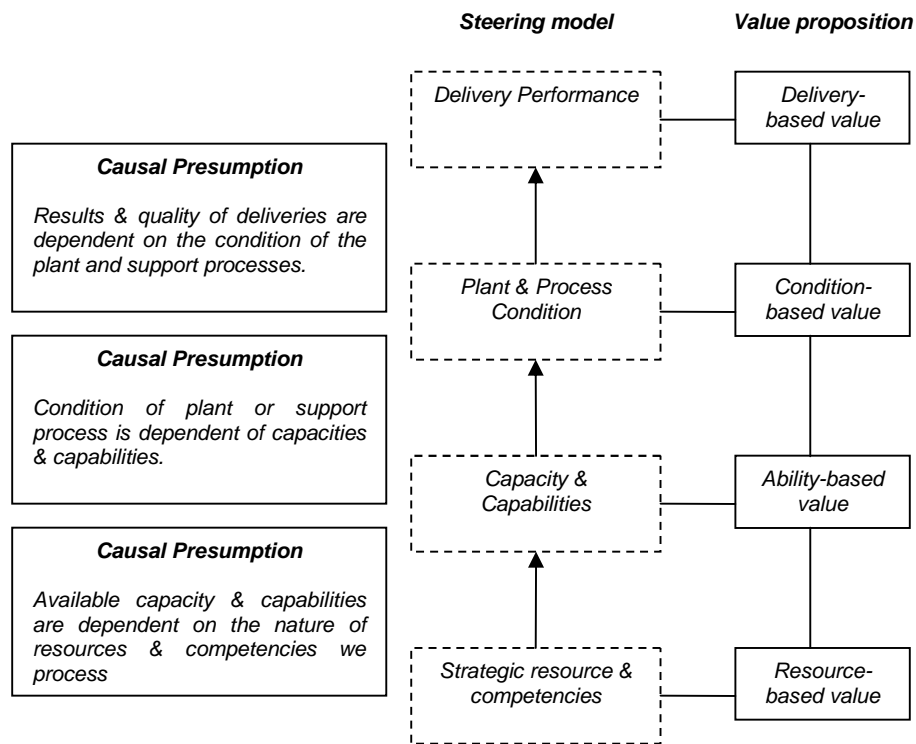 Steering model
Value proposition
Delivery Performance
Delivery-
based value
Causal Presumption
Results & quality of deliveries are
dependent on the condition of the
plant and support processes.
Plant & Process
Condition
Condition-
based value
Causal Presumption
Condition of plant or support
process is dependent of capacities
& capabilities.
Capacity &
Capabilities
Ability-based
value
Causal Presumption
Available capacity & capabilities
are dependent on the nature of
resources & competencies we
process
Strategic resource &
competencies
Resource-
based value